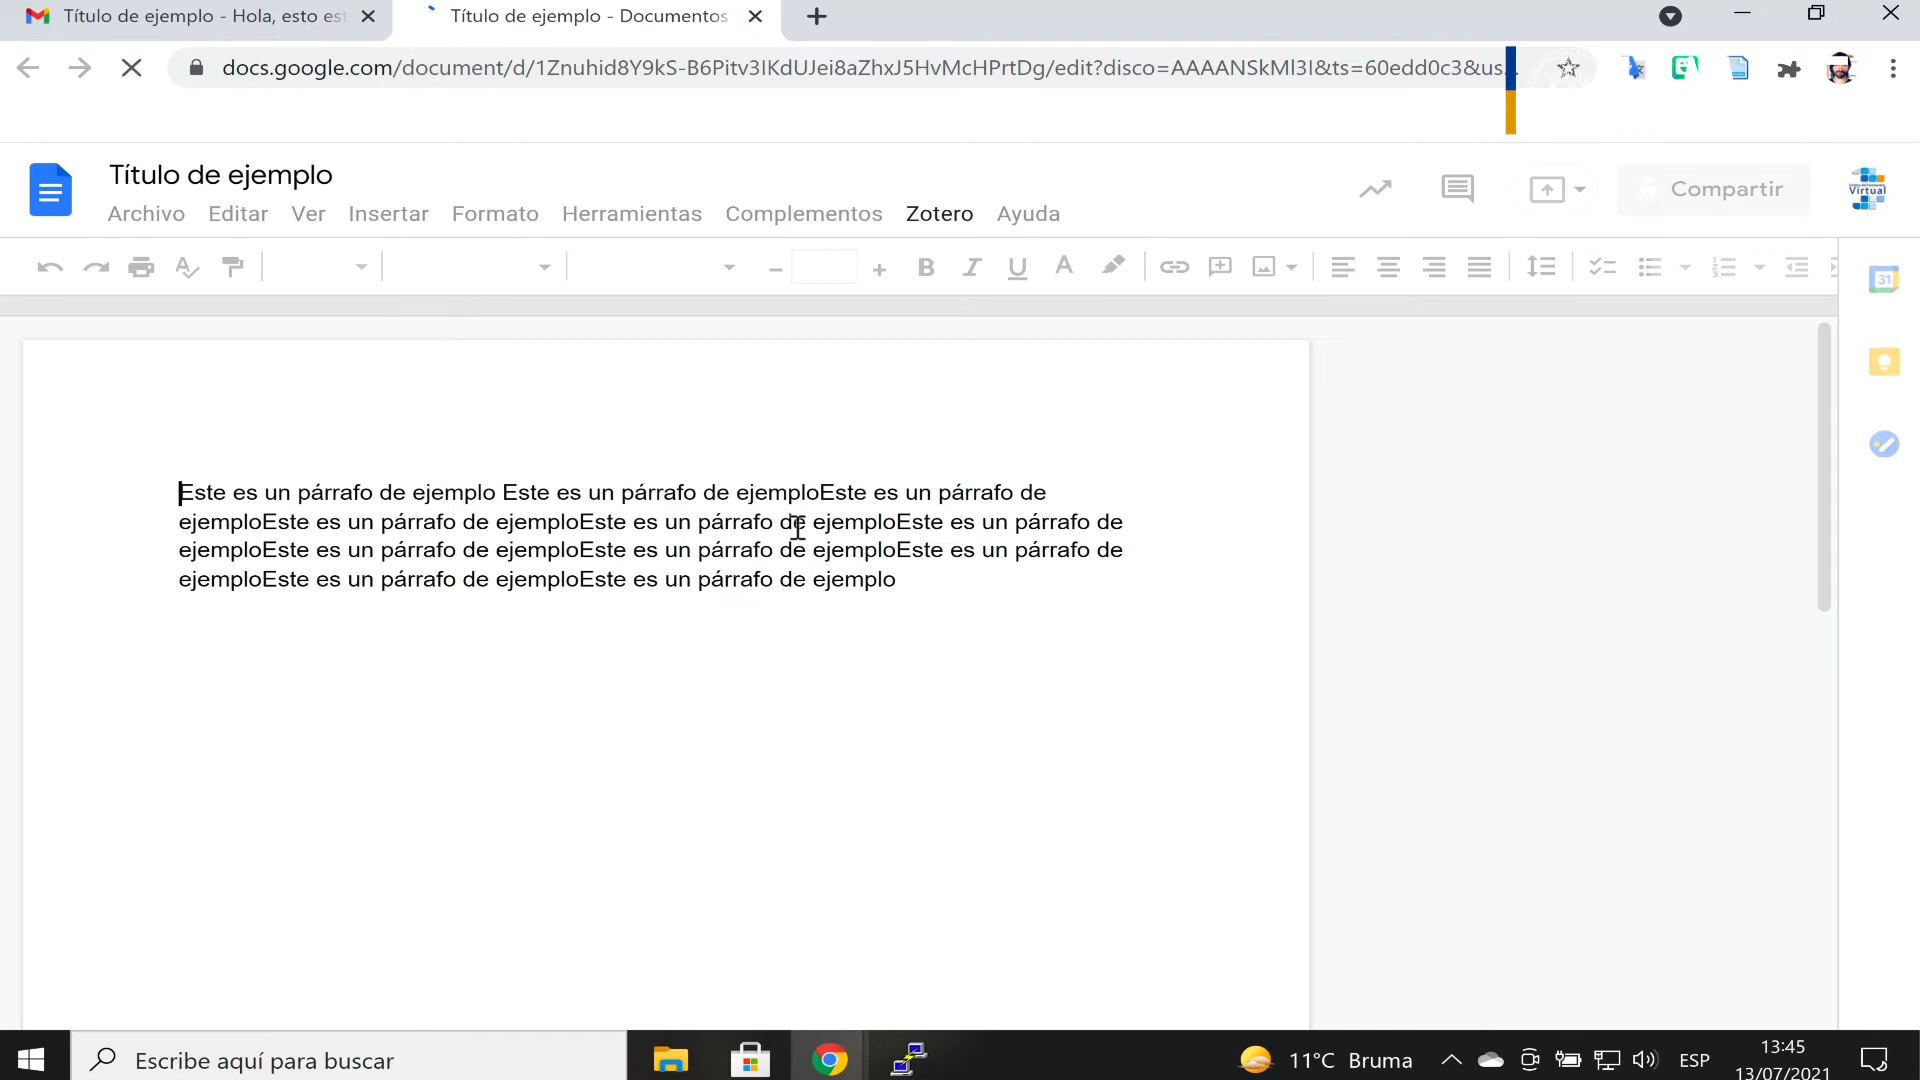 Título de ejemplo - Hola, esto es
Título de ejemplo - Documentos
docs.google.com/document/d/1Znuhid8Y9kS-B6Pitv3IKdUJei8aZhxJ5HvMcHPrtDg/edit?disco=AAAANSkMl3I&ts=60edd0c3&us...
Título de ejemplo
Archivo Editar Ver Insertar Formato Herramientas Complementos Zotero Ayuda
Compartir
Virtual
31
Este es un párrafo de ejemplo Este es un párrafo de ejemploEste es un párrafo de
ejemploEste es un párrafo de ejemploEste es un párrafo de ejemploEste es un párrafo de
ejemploEste es un párrafo de ejemploEste es un párrafo de ejemploEste es un párrafo de
ejemploEste es un párrafo de ejemploEste es un párrafo de ejemplo
Escribe aquí para buscar
11°C Bruma
ESP
13:45
13/07/2021